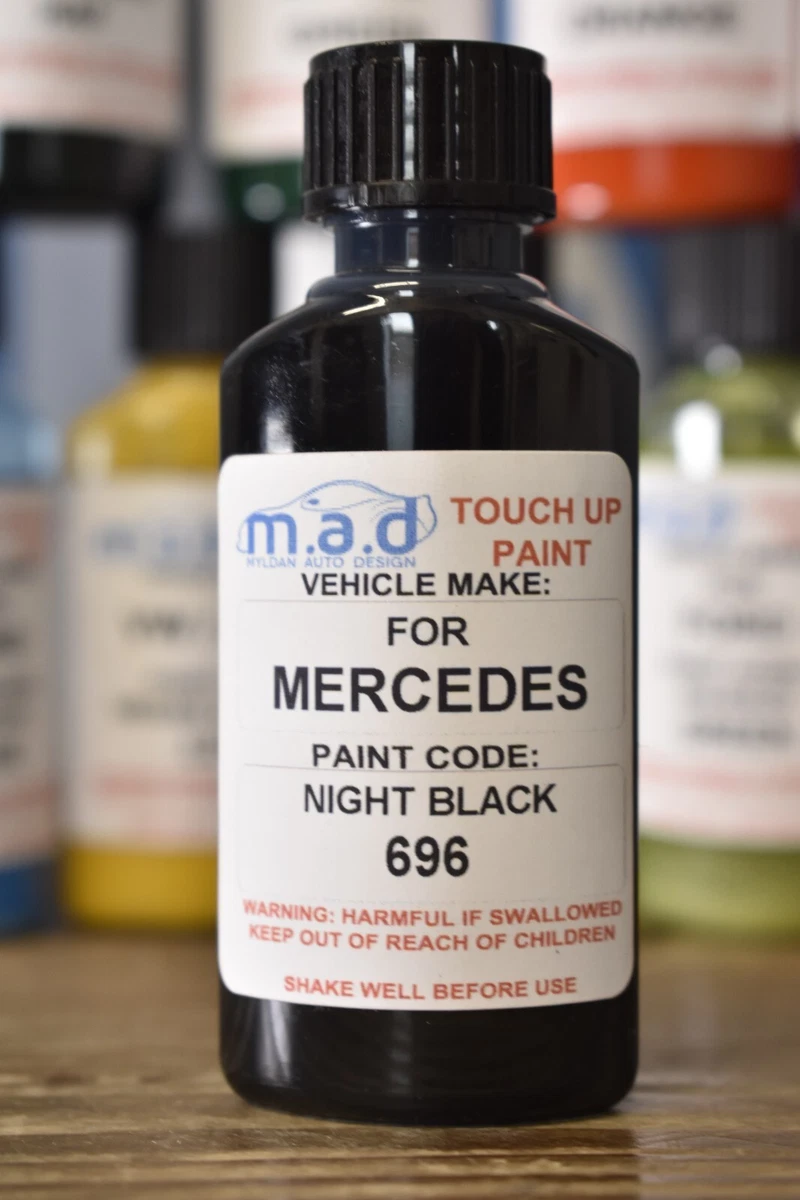 ORANGE
m.a.d
MYLDAN AUTO DESIGN
TOUCH UP
PAINT
VEHICLE MAKE:
FOR
MERCEDES
PAINT CODE:
NIGHT BLACK
696
WARNING: HARMFUL IF SWALLOWED
KEEP OUT OF REACH OF CHILDREN
SHAKE WELL BEFORE USE